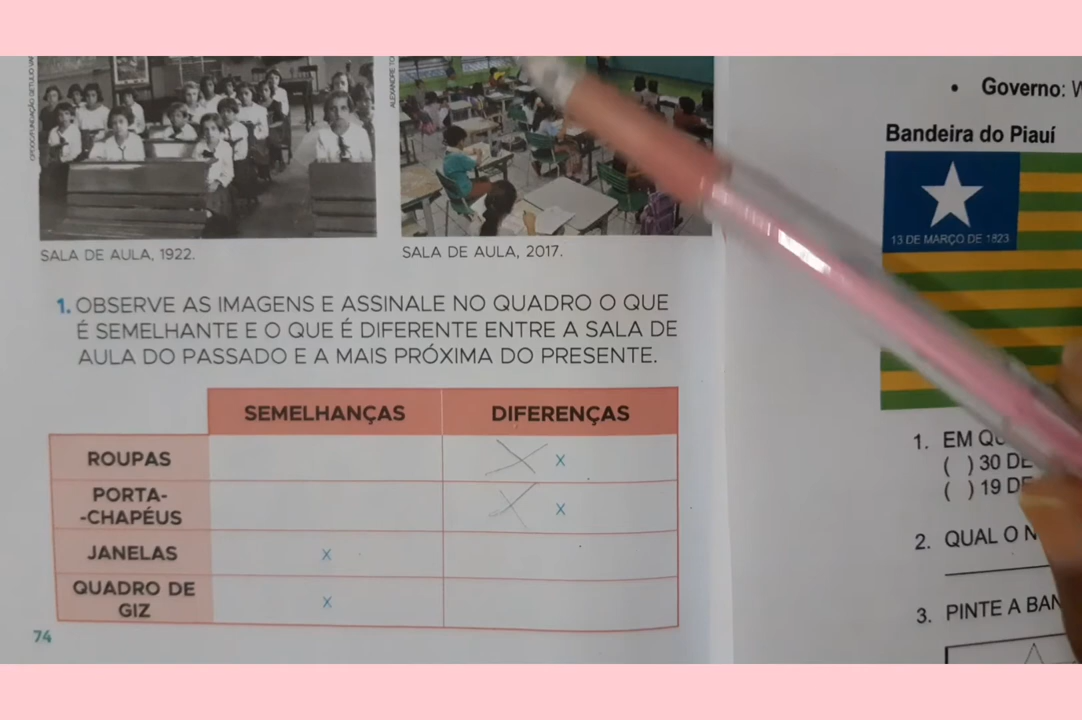 SALA DE AULA, 1922.
SALA DE AULA, 2017.
1. OBSERVE AS IMAGENS E ASSINALE NO QUADRO O QUE
É SEMELHANTE E O QUE É DIFERENTE ENTRE A SALA DE
AULA DO PASSADO E A MAIS PRÓXIMA DO PRESENTE.
SEMELHANÇAS DIFERENÇAS
ROUPAS X X
PORTA-
-CHAPÉUS X X
JANELAS X
QUADRO DE
GIZ X
74
• Governo:
Bandeira do Piauí
13 DE MARÇO DE 1823
1. EM
( ) 30 DE
( ) 19 DE
2. QUAL O
3. PINTE A